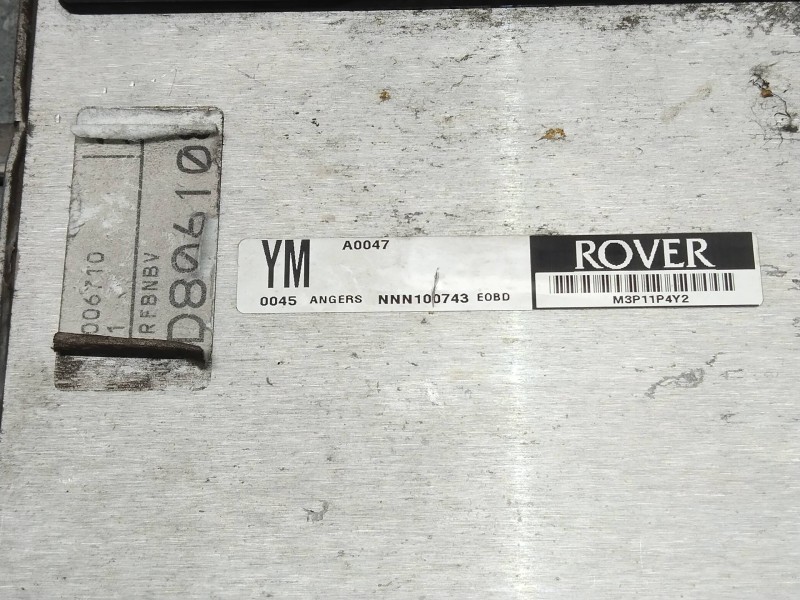 006710
1
RFBNBV
D80610
YM
A0047
0045 ANGERS NNN100743 EOBD
ROVER
M3P11P4Y2